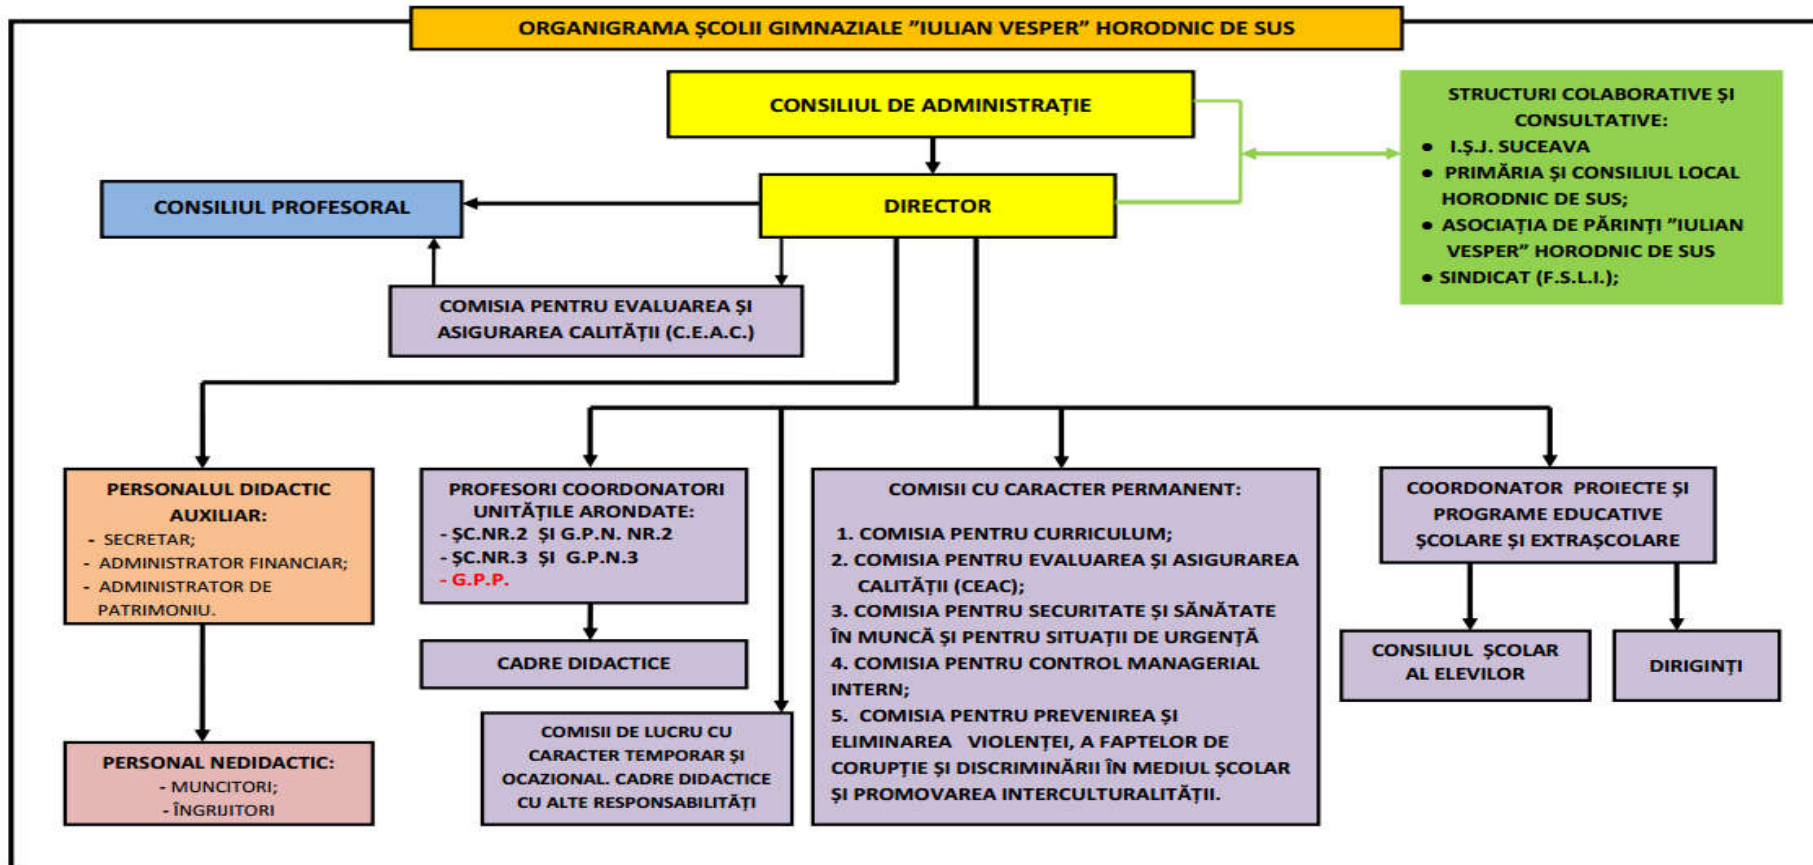 ORGANIGRAMA ŞCOLII GIMNAZIALE ”IULIAN VESPER” HORODNIC DE SUS
CONSILIUL DE ADMINISTRAȚIE
STRUCTURI COLABORATIVE ŞI
CONSULTATIVE:
● I.Ş.J. SUCEAVA
● PRIMĂRIA ŞI CONSILIUL LOCAL
HORODNIC DE SUS;
● ASOCIAȚIA DE PĂRINȚI ”IULIAN
VESPER” HORODNIC DE SUS
● SINDICAT (F.S.L.I.);
CONSILIUL PROFESORAL
DIRECTOR
COMISIA PENTRU EVALUAREA ŞI
ASIGURAREA CALITĂȚII (C.E.A.C.)
PERSONALUL DIDACTIC
AUXILIAR:
- SECRETAR;
- ADMINISTRATOR FINANCIAR;
- ADMINISTRATOR DE
PATRIMONIU.
PROFESORI COORDONATORI
UNITĂȚILE ARONDATE:
- ŞC.NR.2 ŞI G.P.N. NR.2
- ŞC.NR.3 ŞI G.P.N.3
- G.P.P.
COMISII CU CARACTER PERMANENT:
1. COMISIA PENTRU CURRICULUM;
2. COMISIA PENTRU EVALUAREA ŞI ASIGURAREA
CALITĂȚII (CEAC);
3. COMISIA PENTRU SECURITATE ŞI SĂNĂTATE
ÎN MUNCĂ ŞI PENTRU SITUAȚII DE URGENȚĂ
4. COMISIA PENTRU CONTROL MANAGERIAL
INTERN;
5. COMISIA PENTRU PREVENIREA ŞI
ELIMINAREA VIOLENȚEI, A FAPTELOR DE
CORUPȚIE ŞI DISCRIMINĂRII ÎN MEDIUL ŞCOLAR
ŞI PROMOVAREA INTERCULTURALITĂȚII.
COORDONATOR PROIECTE ŞI
PROGRAME EDUCATIVE
ŞCOLARE ŞI EXTRAŞCOLARE
CADRE DIDACTICE
CONSILIUL ŞCOLAR
AL ELEVILOR
DIRIGINȚI
COMISII DE LUCRU CU
CARACTER TEMPORAR ŞI
OCAZIONAL. CADRE DIDACTICE
CU ALTE RESPONSABILITĂȚI
PERSONAL NEDIDACTIC:
- MUNCITORI;
- ÎNGRIJITORI